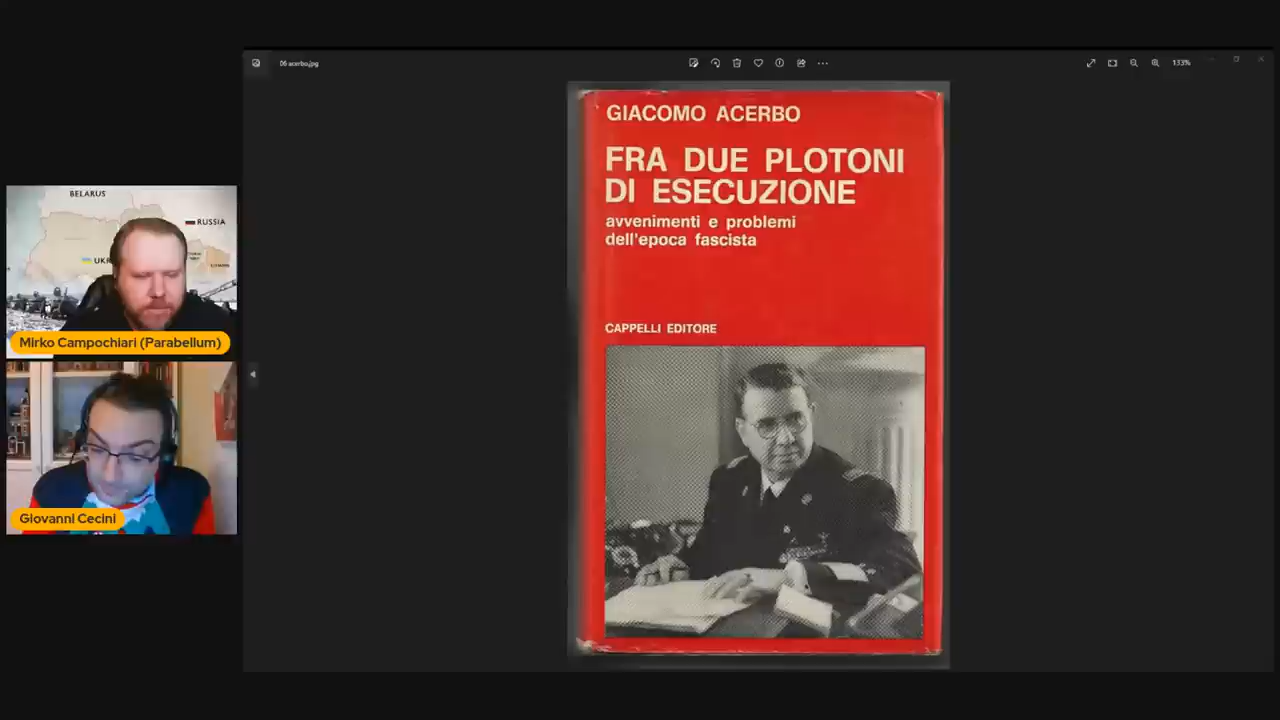 06 acerbo.jpg
133%
BELARUS
RUSSIA
UKR
Mirko Campochiari (Parabellum)
Giovanni Cecini
GIACOMO ACERBO
FRA DUE PLOTONI
DI ESECUZIONE
avvenimenti e problemi
dell'epoca fascista
CAPPELLI EDITORE